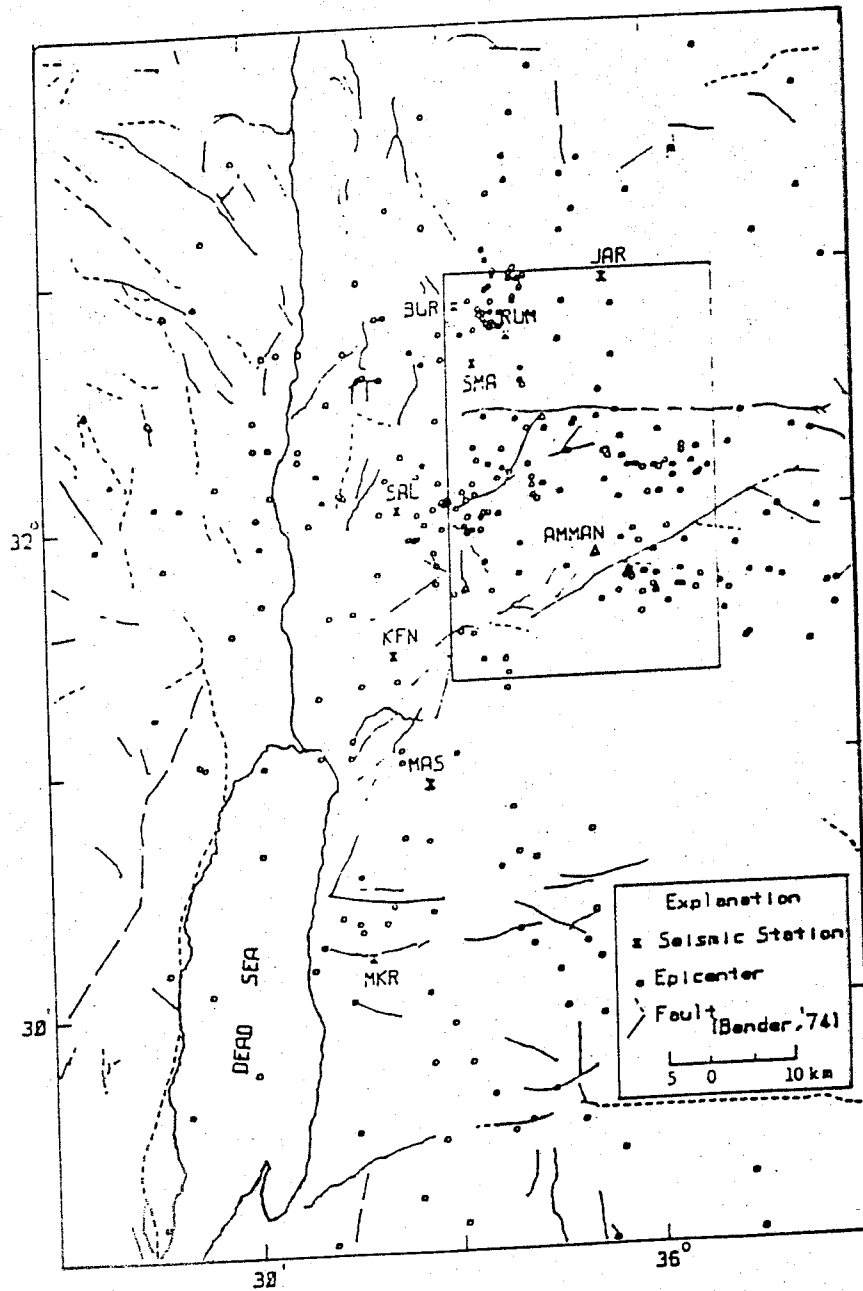 JAR
BUR
RUM
SMA
SAL
32°
AMMAN
KFN
MAS
Explanation
Seismic Station
Epicenter
MKR
DEAD SEA
30'
Fault (Bender,'74)
5 0 10 km
30'
36°